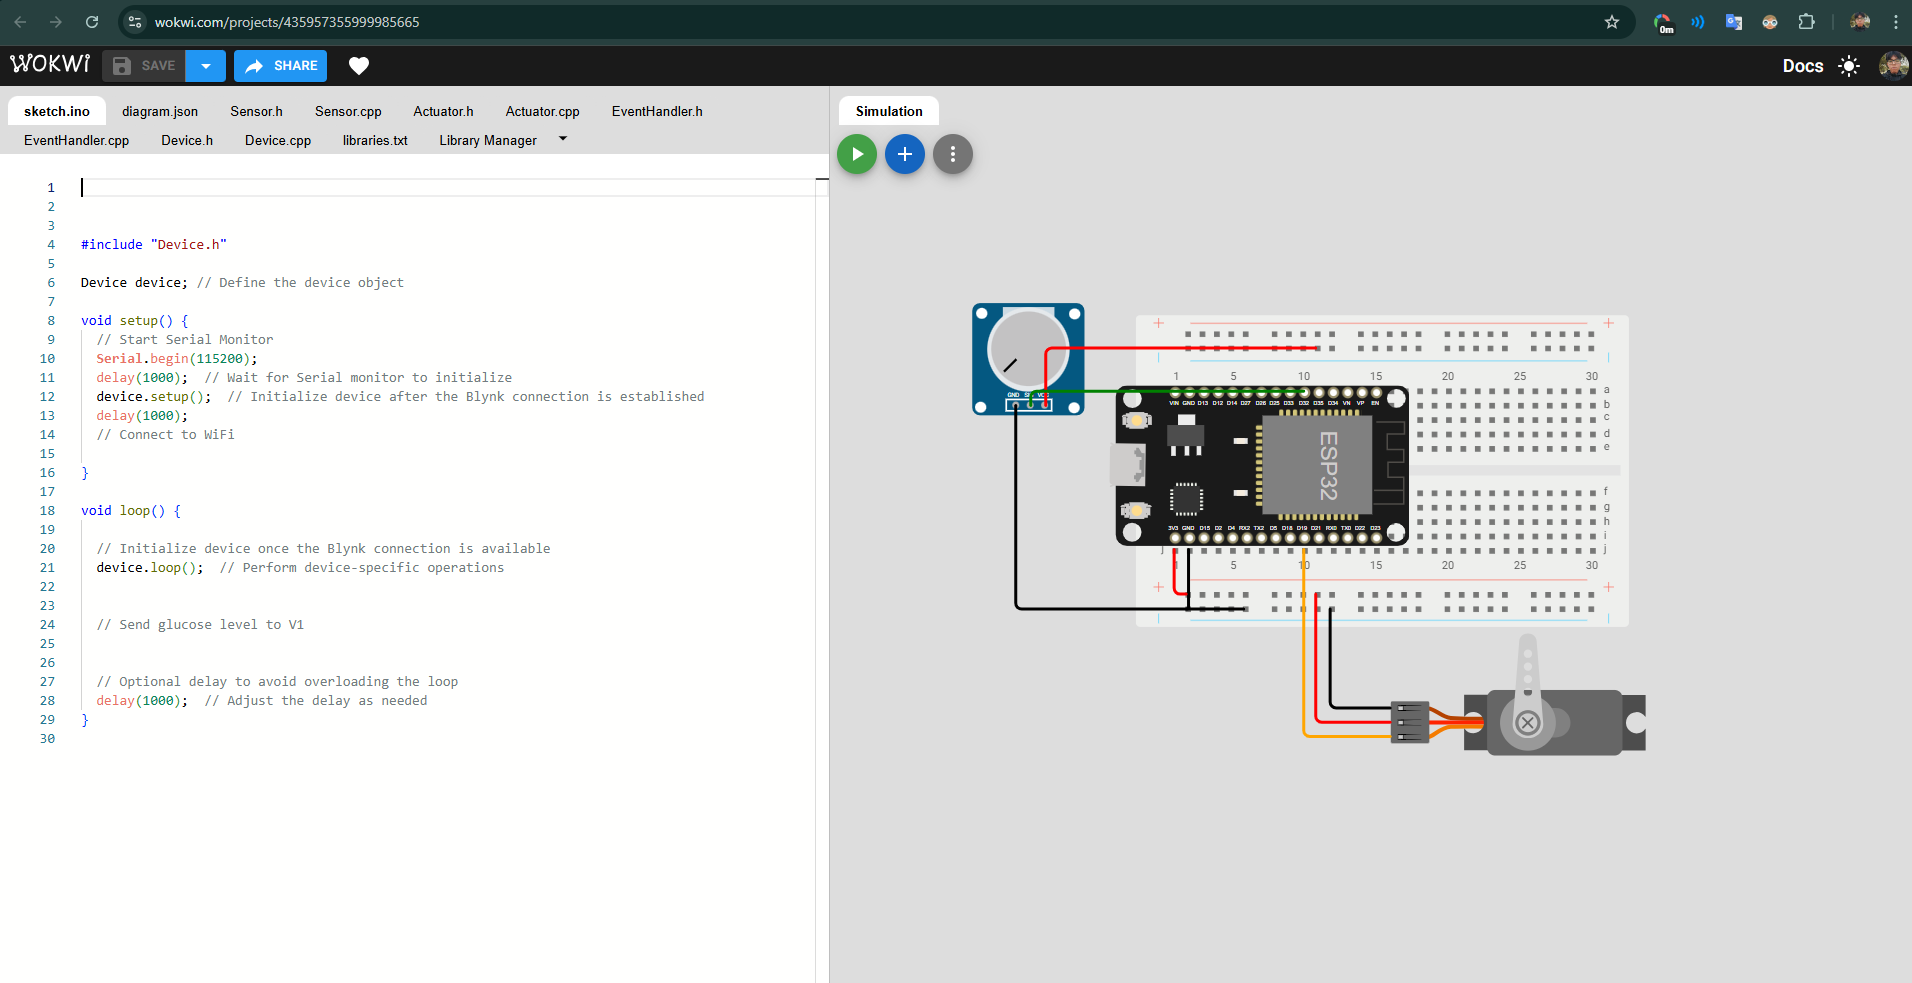 wokwi.com/projects/435957355999985665
0m
WOKWI
SAVE
SHARE
Docs
sketch.ino diagram.json Sensor.h Sensor.cpp Actuator.h Actuator.cpp EventHandler.h
EventHandler.cpp Device.h Device.cpp libraries.txt Library Manager
1
2
3
4 #include "Device.h"
5
6 Device device; // Define the device object
7
8 void setup() {
9 // Start Serial Monitor
10 Serial.begin(115200);
11 delay(1000); // Wait for Serial monitor to initialize
12 device.setup(); // Initialize device after the Blynk connection is established
13 delay(1000);
14 // Connect to WiFi
15
16 }
17
18 void loop() {
19
20 // Initialize device once the Blynk connection is available
21 device.loop(); // Perform device-specific operations
22
23
24 // Send glucose level to V1
25
26
27 // Optional delay to avoid overloading the loop
28 delay(1000); // Adjust the delay as needed
29 }
30
Simulation
GND
1 5 10 15 20 25 30
a
b
c
d
e
VIN GND D13 D12 D14 D27 D26 D25 D33 D32 D35 D34 VN VP EN
ESP32
f
g
h
i
j
3V3 GND D15 D2 D4 RX2 TX2 D5 D18 D19 D21 RX0 TX0 D22 D23
j
1 5 10 15 20 25 30